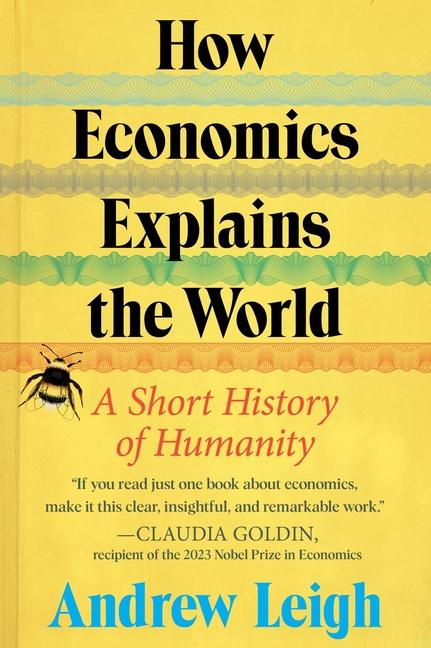 How
Economics
Explains
the World
A Short History
of Humanity
“If you read just one book about economics,
make it this clear, insightful, and remarkable work.”
—CLAUDIA GOLDIN,
recipient of the 2023 Nobel Prize in Economics
Andrew Leigh